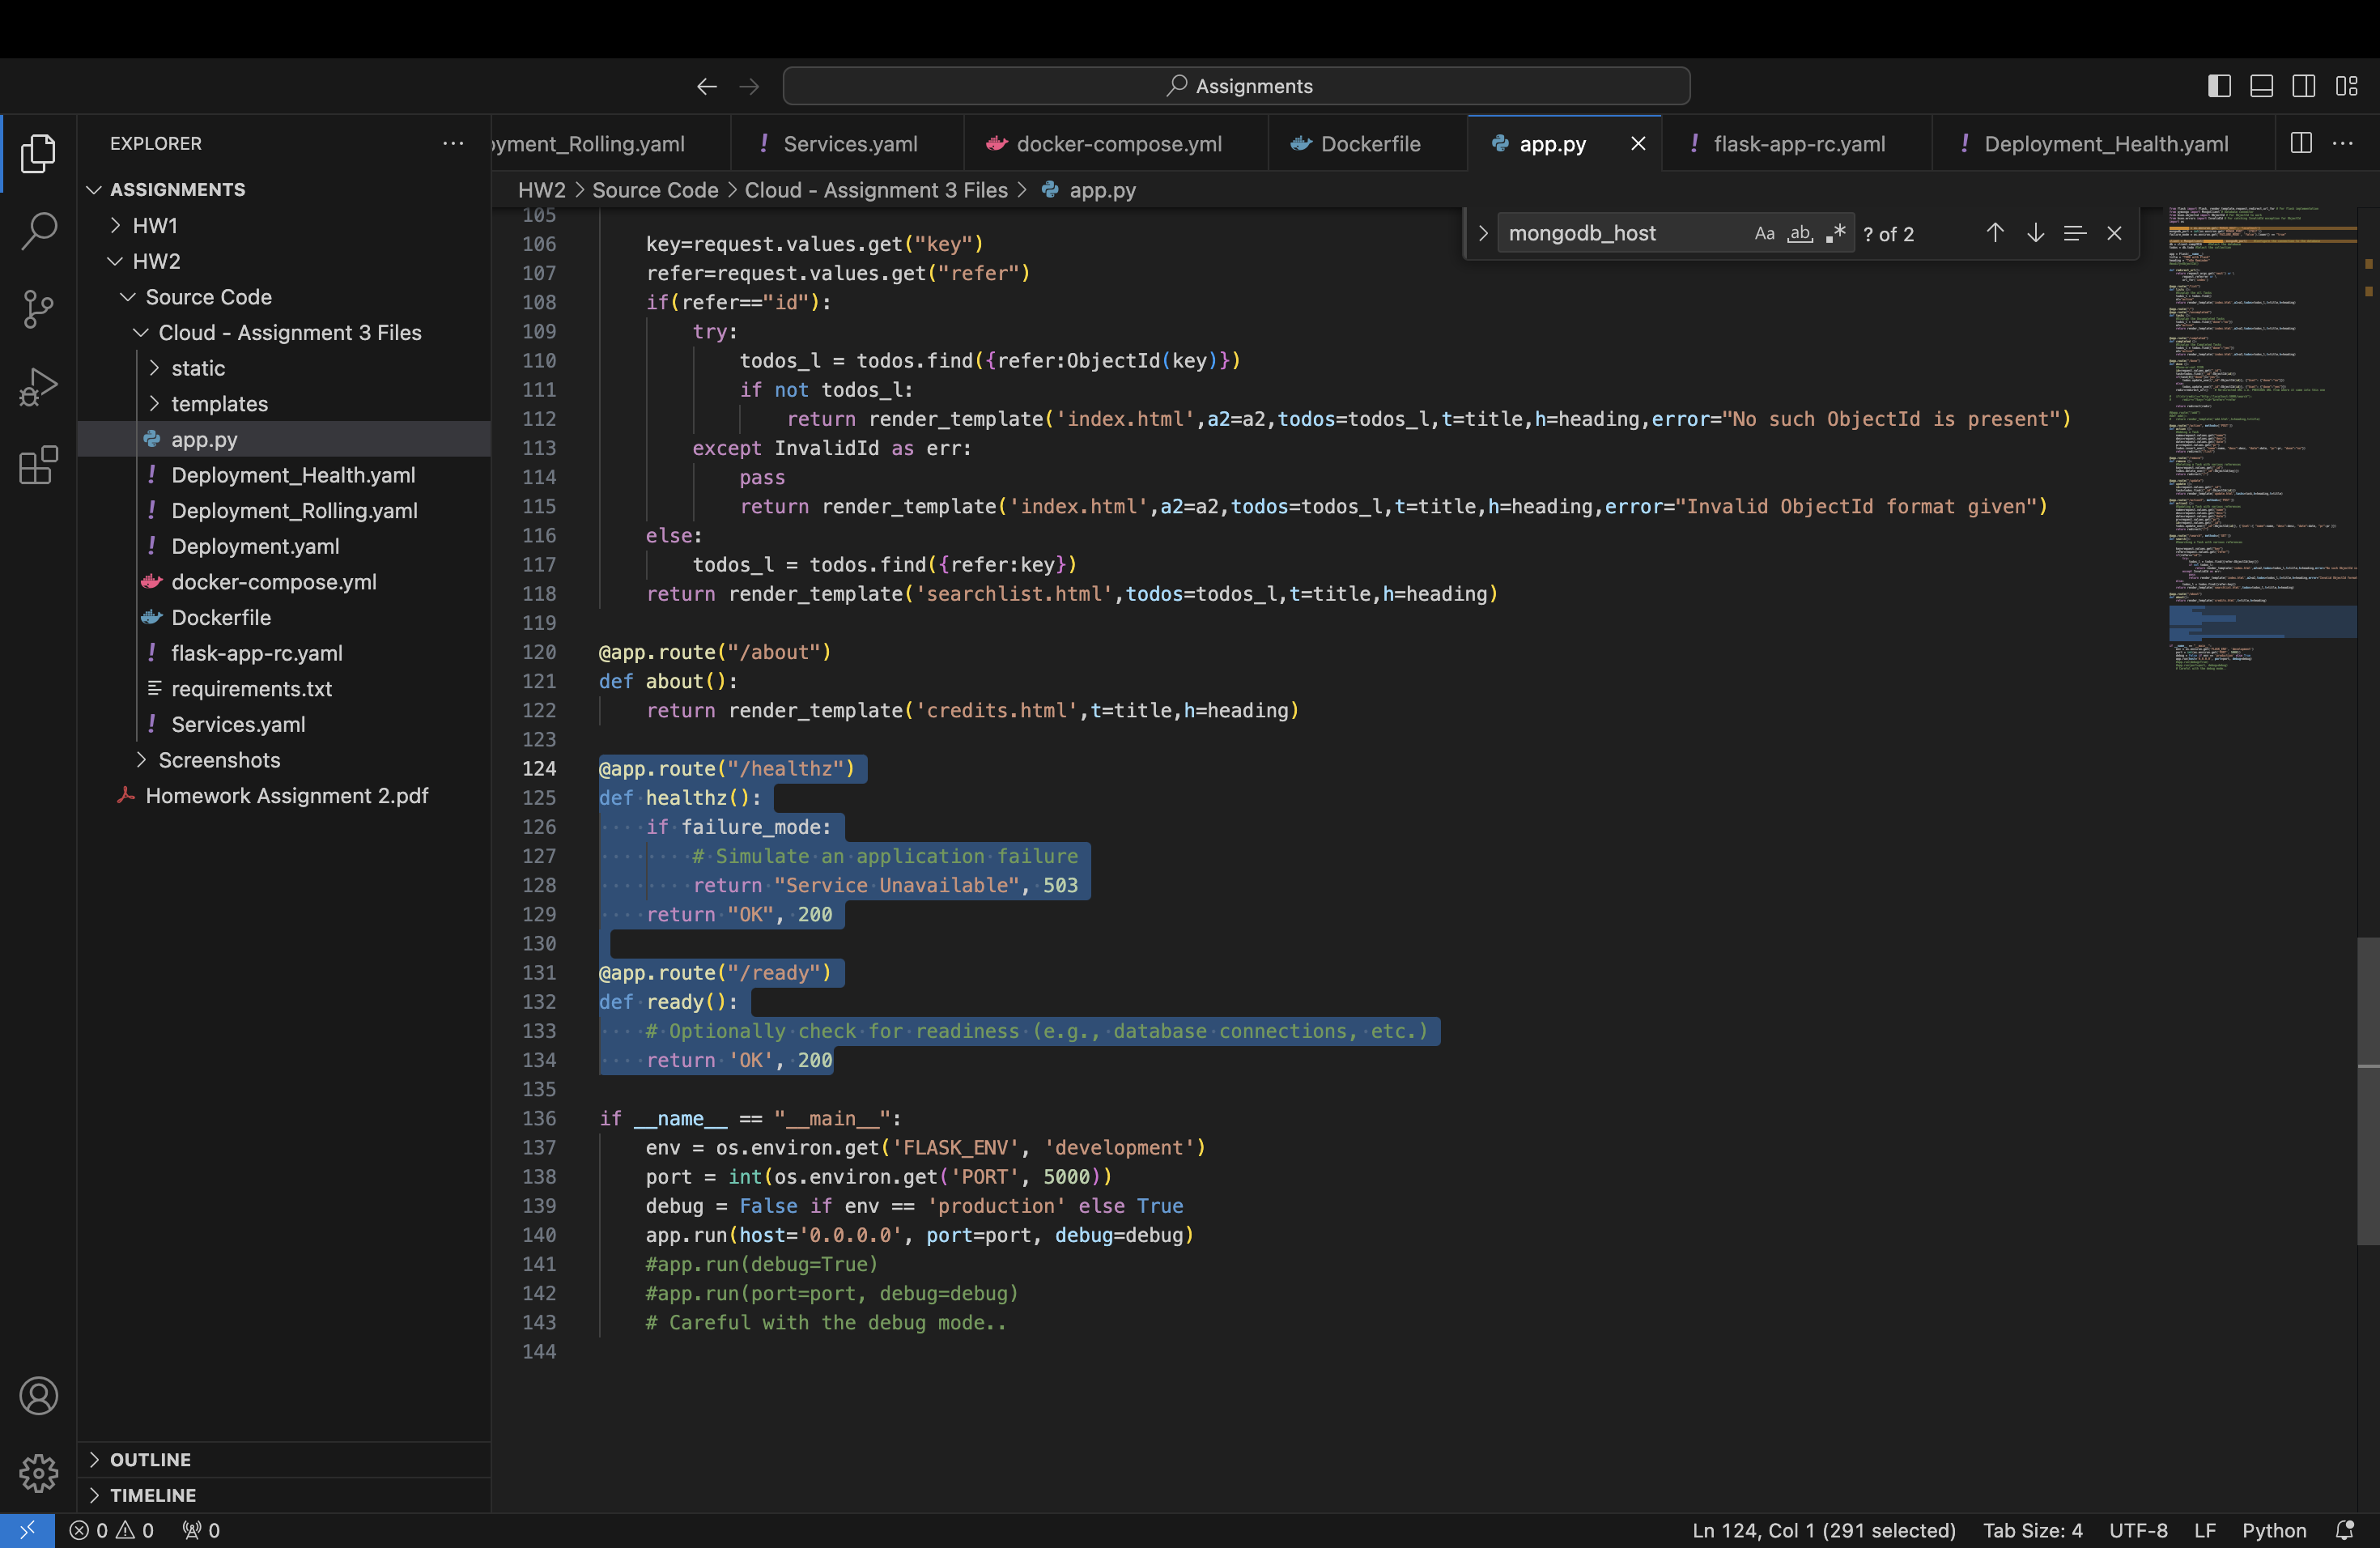 Assignments
EXPLORER
ASSIGNMENTS
HW1
HW2
Source Code
Cloud - Assignment 3 Files
static
templates
app.py
Deployment_Health.yaml
Deployment_Rolling.yaml
Deployment.yaml
docker-compose.yml
Dockerfile
flask-app-rc.yaml
requirements.txt
Services.yaml
Screenshots
Homework Assignment 2.pdf
OUTLINE
TIMELINE
yment_Rolling.yaml Services.yaml docker-compose.yml Dockerfile app.py flask-app-rc.yaml Deployment_Health.yaml
HW2 > Source Code > Cloud - Assignment 3 Files > app.py
mongodb_host Aa ab .* ? of 2
105
106 key=request.values.get("key")
107 refer=request.values.get("refer")
108 if(refer=="id"):
109 try:
110 todos_l = todos.find({refer:ObjectId(key)})
111 if not todos_l:
112 return render_template('index.html',a2=a2,todos=todos_l,t=title,h=heading,error="No such ObjectId is present")
113 except InvalidId as err:
114 pass
115 return render_template('index.html',a2=a2,todos=todos_l,t=title,h=heading,error="Invalid ObjectId format given")
116 else:
117 todos_l = todos.find({refer:key})
118 return render_template('searchlist.html',todos=todos_l,t=title,h=heading)
119
120 @app.route("/about")
121 def about():
122 return render_template('credits.html',t=title,h=heading)
123
124 @app.route("/healthz")
125 def healthz():
126 if failure_mode:
127 # Simulate an application failure
128 return "Service Unavailable", 503
129 return "OK", 200
130
131 @app.route("/ready")
132 def ready():
133 # Optionally check for readiness (e.g., database connections, etc.)
134 return 'OK', 200
135
136 if __name__ == "__main__":
137 env = os.environ.get('FLASK_ENV', 'development')
138 port = int(os.environ.get('PORT', 5000))
139 debug = False if env == 'production' else True
140 app.run(host='0.0.0.0', port=port, debug=debug)
141 #app.run(debug=True)
142 #app.run(port=port, debug=debug)
143 # Careful with the debug mode..
144
0 0 0 Ln 124, Col 1 (291 selected) Tab Size: 4 UTF-8 LF Python